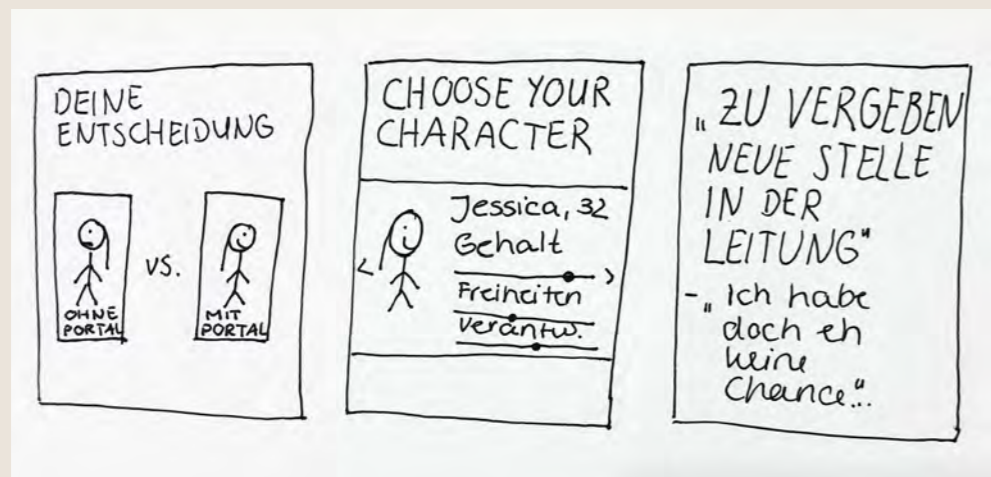 DEINE
ENTSCHEIDUNG
OHNE
PORTAL
VS.
MIT
PORTAL
CHOOSE YOUR
CHARACTER
<
Jessica, 32
Gehalt
>
Freiheiten
Verantw.
„ZU VERGEBEN
NEUE STELLE
IN DER
LEITUNG"
-„Ich habe
doch eh
keine
Chance"...